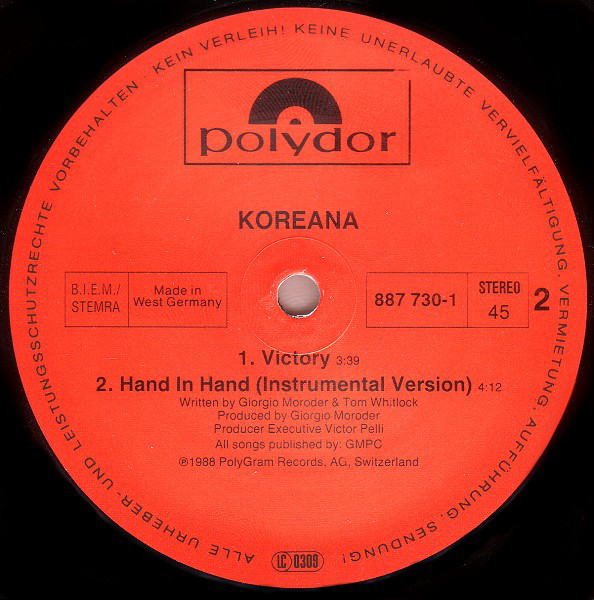 ALLE URHEBER- UND LEISTUNGSSCHUTZRECHTE VORBEHALTEN · KEIN VERLEIH! KEINE UNERLAUBTE VERVIELFÄLTIGUNG, VERMIETUNG, AUFFÜHRUNG, SENDUNG!
polydor
KOREANA
B.I.E.M./
STEMRA
Made in
West Germany
887 730-1
STEREO
45
2
1. Victory 3:39
2. Hand In Hand (Instrumental Version) 4:12
Written by Giorgio Moroder & Tom Whitlock
Produced by Giorgio Moroder
Producer Executive Victor Pelli
All songs published by: GMPC
℗1988 PolyGram Records, AG, Switzerland
LC 0309